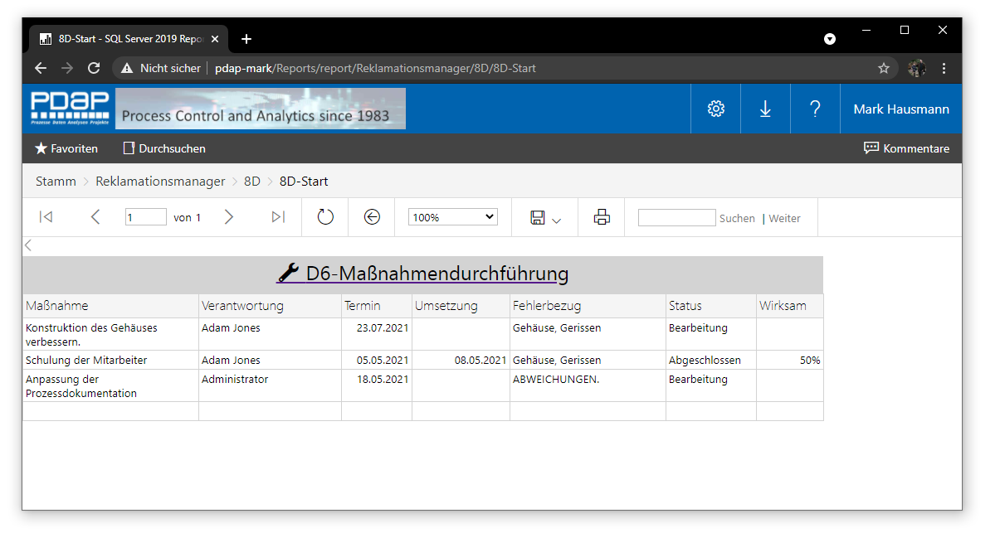 8D-Start - SQL Server 2019 Repo
Nicht sicher | pdap-mark/Reports/report/Reklamationsmanager/8D/8D-Start
PDAP
Prozesse Daten Analysen Projekte
Process Control and Analytics since 1983
Mark Hausmann
Favoriten Durchsuchen Kommentare
Stamm > Reklamationsmanager > 8D > 8D-Start
1 von 1 100% Suchen | Weiter
D6-Maßnahmendurchführung
Maßnahme Verantwortung Termin Umsetzung Fehlerbezug Status Wirksam
Konstruktion des Gehäuses Adam Jones 23.07.2021 Gehäuse, Gerissen Bearbeitung
verbessern.
Schulung der Mitarbeiter Adam Jones 05.05.2021 08.05.2021 Gehäuse, Gerissen Abgeschlossen 50%
Anpassung der Administrator 18.05.2021 ABWEICHUNGEN. Bearbeitung
Prozessdokumentation